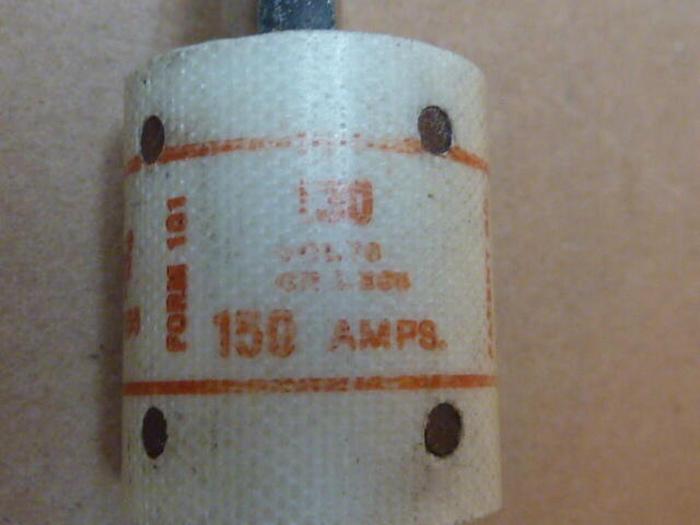 FORM 101
130
VOLTS
OR LESS
150 AMPS.